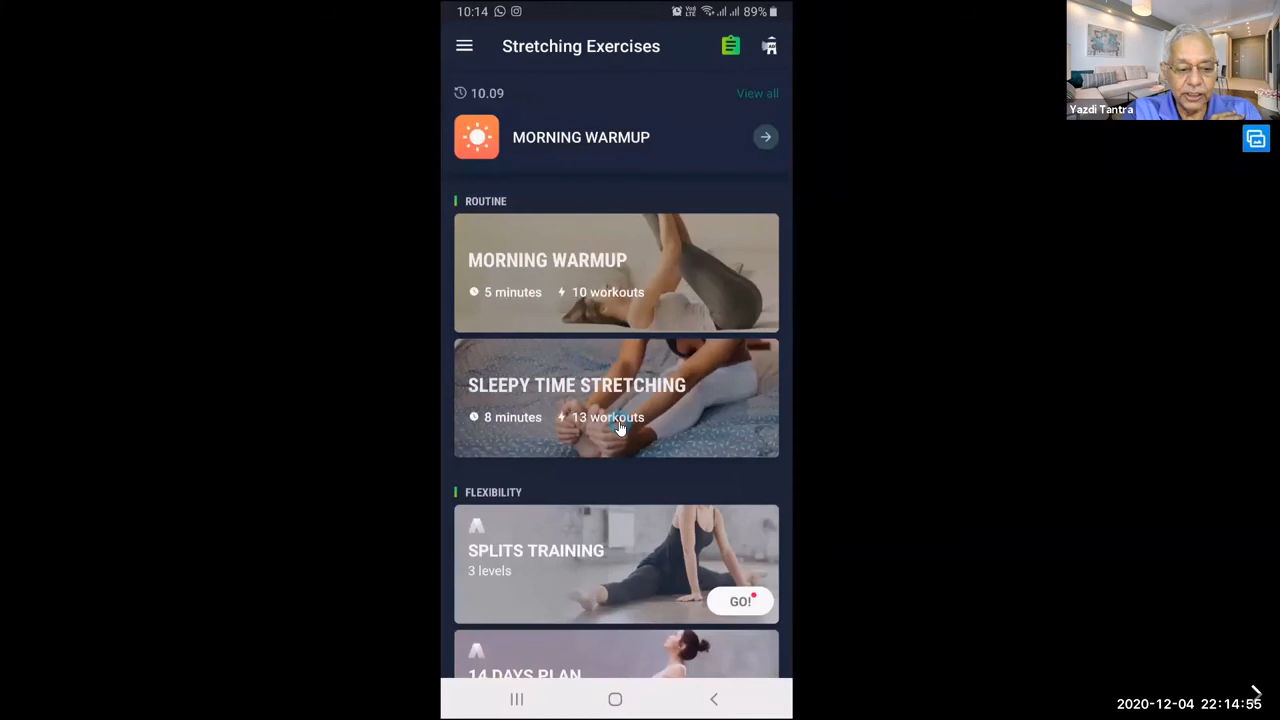 10:14
Vo)) LTE
89%
Stretching Exercises
10.09
View all
MORNING WARMUP
ROUTINE
MORNING WARMUP
5 minutes
10 workouts
SLEEPY TIME STRETCHING
8 minutes
13 workouts
FLEXIBILITY
SPLITS TRAINING
3 levels
GO!
14 DAYS PLAN
Yazdi Tantra
2020-12-04 22:14:55